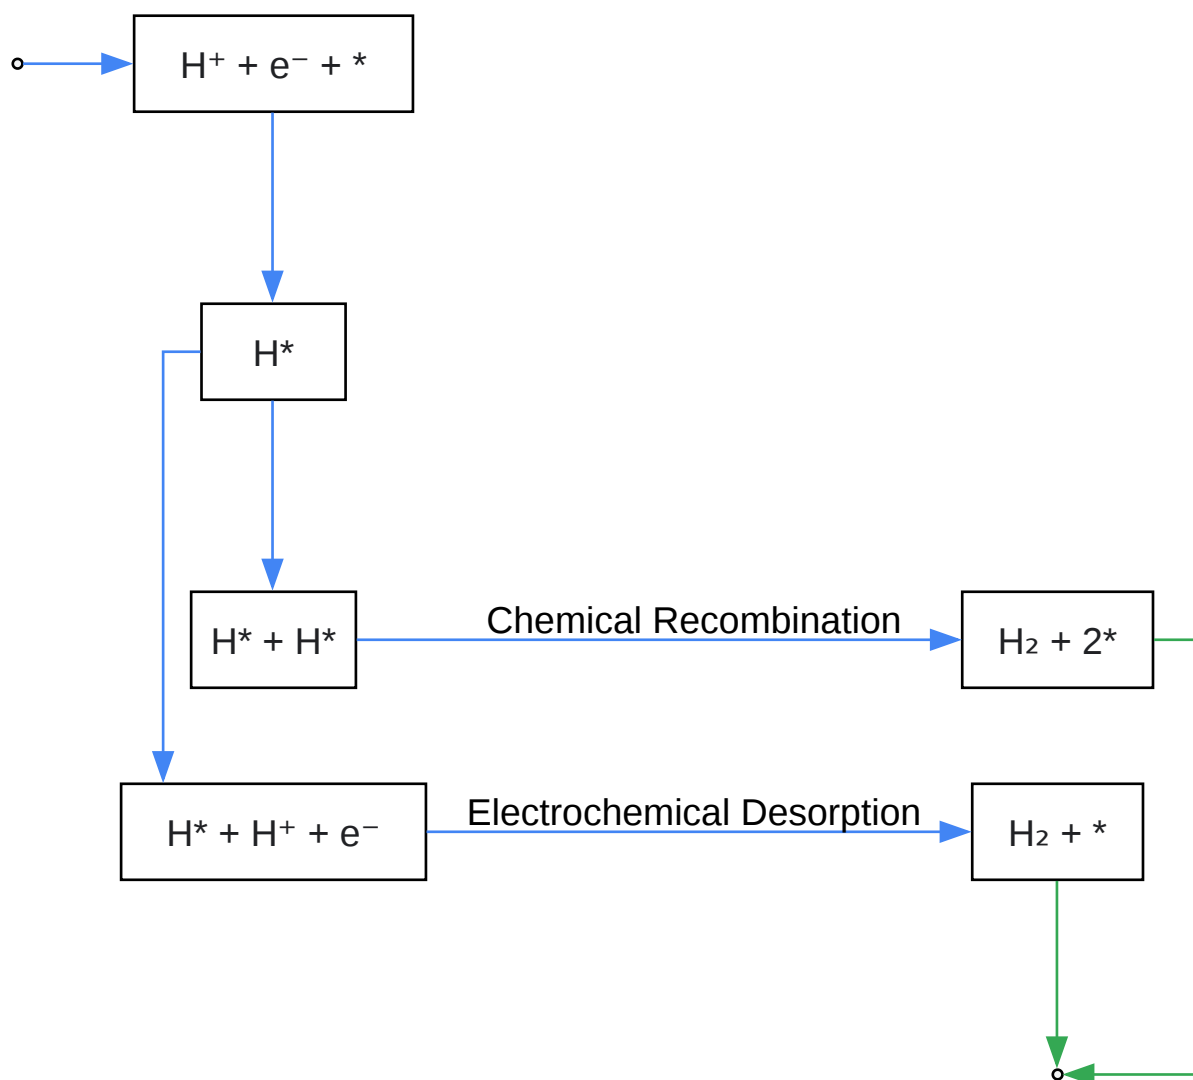 H⁺ + e⁻ + *
H*
H* + H*
Chemical Recombination
H₂ + 2*
H* + H⁺ + e⁻
Electrochemical Desorption
H₂ + *